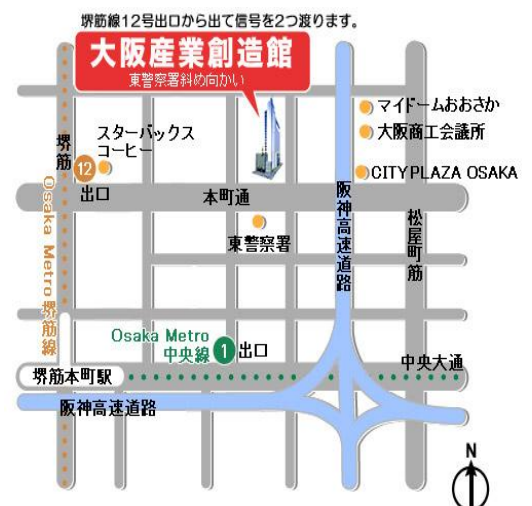 堺筋線12号出口から出て信号を2つ渡ります。
大阪産業創造館
東警察署斜め向かい
マイドームおおさか
大阪商工会議所
スターバックス
コーヒー
堺筋
12
出口
CITY PLAZA OSAKA
本町通
東警察署
阪神高速道路
松屋町筋
Osaka Metro 堺筋線
Osaka Metro
中央線
1
出口
中央大通
堺筋本町駅
阪神高速道路
N